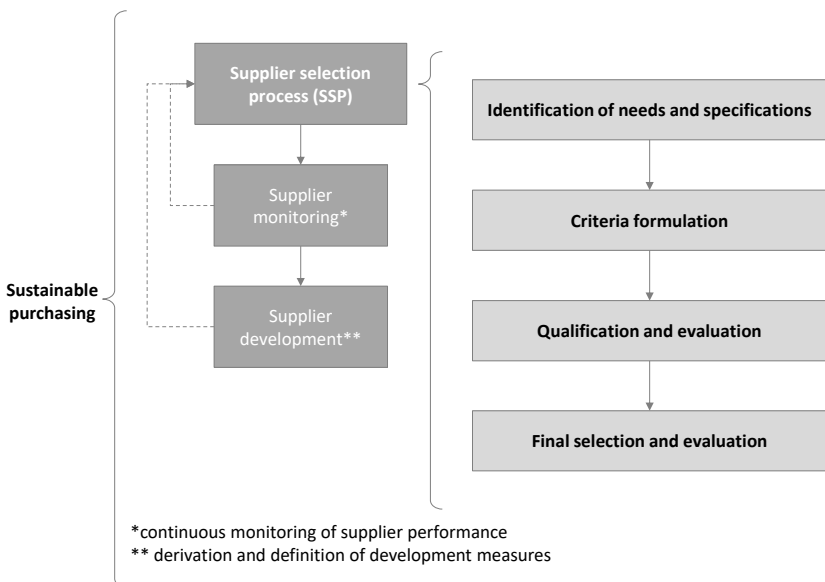 Sustainable
purchasing
Supplier selection
process (SSP)
Supplier
monitoring*
Supplier
development**
Identification of needs and specifications
Criteria formulation
Qualification and evaluation
Final selection and evaluation
*continuous monitoring of supplier performance
** derivation and definition of development measures